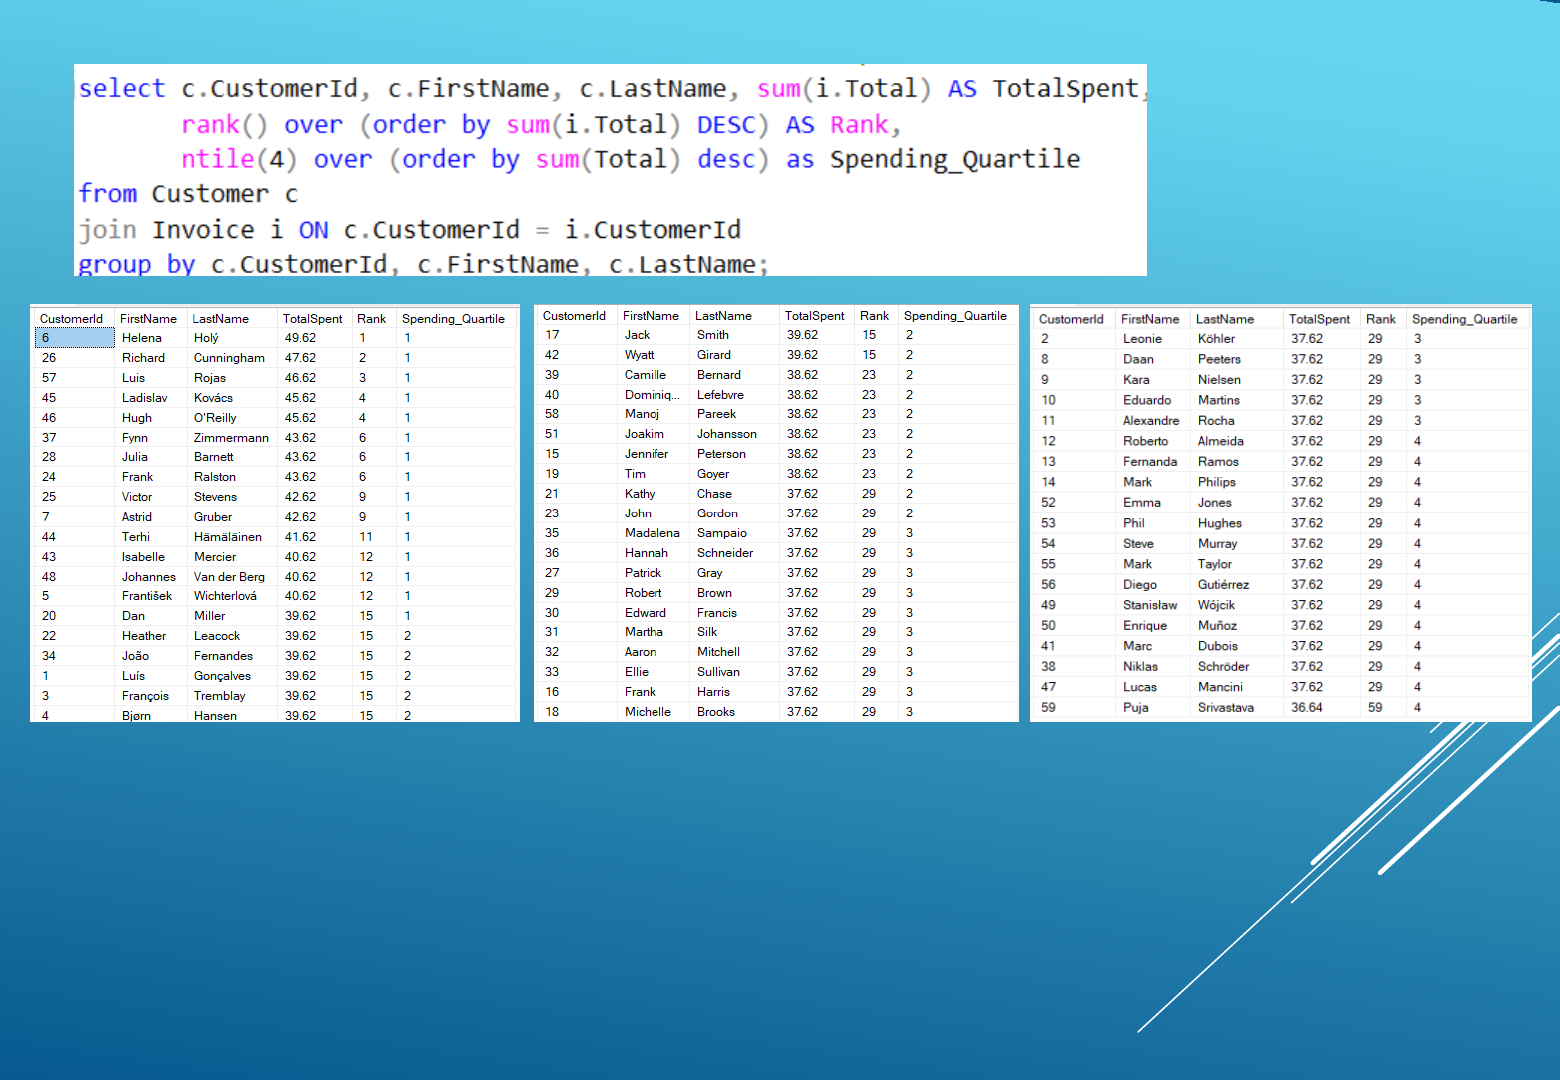 select c.CustomerId, c.FirstName, c.LastName, sum(i.Total) AS TotalSpent,
rank() over (order by sum(i.Total) DESC) AS Rank,
ntile(4) over (order by sum(Total) desc) as Spending_Quartile
from Customer c
join Invoice i ON c.CustomerId = i.CustomerId
group by c.CustomerId, c.FirstName, c.LastName;
CustomerId FirstName LastName TotalSpent Rank Spending_Quartile
6 Helena Holý 49.62 1 1
26 Richard Cunningham 47.62 2 1
57 Luis Rojas 46.62 3 1
45 Ladislav Kovács 45.62 4 1
46 Hugh O'Reilly 45.62 4 1
37 Fynn Zimmermann 43.62 6 1
28 Julia Barnett 43.62 6 1
24 Frank Ralston 43.62 6 1
25 Victor Stevens 42.62 9 1
7 Astrid Gruber 42.62 9 1
44 Terhi Hämäläinen 41.62 11 1
43 Isabelle Mercier 40.62 12 1
48 Johannes Van der Berg 40.62 12 1
5 František Wichterlová 40.62 12 1
20 Dan Miller 39.62 15 1
22 Heather Leacock 39.62 15 2
34 João Fernandes 39.62 15 2
1 Luís Gonçalves 39.62 15 2
3 François Tremblay 39.62 15 2
4 Bjørn Hansen 39.62 15 2
CustomerId FirstName LastName TotalSpent Rank Spending_Quartile
17 Jack Smith 39.62 15 2
42 Wyatt Girard 39.62 15 2
39 Camille Bernard 38.62 23 2
40 Dominiq... Lefebvre 38.62 23 2
58 Manoj Pareek 38.62 23 2
51 Joakim Johansson 38.62 23 2
15 Jennifer Peterson 38.62 23 2
19 Tim Goyer 38.62 23 2
21 Kathy Chase 37.62 29 2
23 John Gordon 37.62 29 2
35 Madalena Sampaio 37.62 29 3
36 Hannah Schneider 37.62 29 3
27 Patrick Gray 37.62 29 3
29 Robert Brown 37.62 29 3
30 Edward Francis 37.62 29 3
31 Martha Silk 37.62 29 3
32 Aaron Mitchell 37.62 29 3
33 Ellie Sullivan 37.62 29 3
16 Frank Harris 37.62 29 3
18 Michelle Brooks 37.62 29 3
CustomerId FirstName LastName TotalSpent Rank Spending_Quartile
2 Leonie Köhler 37.62 29 3
8 Daan Peeters 37.62 29 3
9 Kara Nielsen 37.62 29 3
10 Eduardo Martins 37.62 29 3
11 Alexandre Rocha 37.62 29 3
12 Roberto Almeida 37.62 29 4
13 Fernanda Ramos 37.62 29 4
14 Mark Philips 37.62 29 4
52 Emma Jones 37.62 29 4
53 Phil Hughes 37.62 29 4
54 Steve Murray 37.62 29 4
55 Mark Taylor 37.62 29 4
56 Diego Gutiérrez 37.62 29 4
49 Stanisław Wójcik 37.62 29 4
50 Enrique Muñoz 37.62 29 4
41 Marc Dubois 37.62 29 4
38 Niklas Schröder 37.62 29 4
47 Lucas Mancini 37.62 29 4
59 Puja Srivastava 36.64 59 4